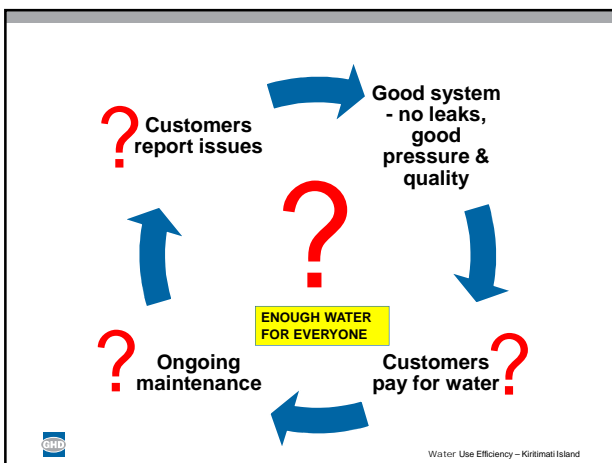 Good system
- no leaks,
good
pressure &
quality
? Customers
report issues
?
ENOUGH WATER
FOR EVERYONE
? Ongoing
maintenance
Customers
pay for water ?
GHD
Water Use Efficiency – Kiritimati Island